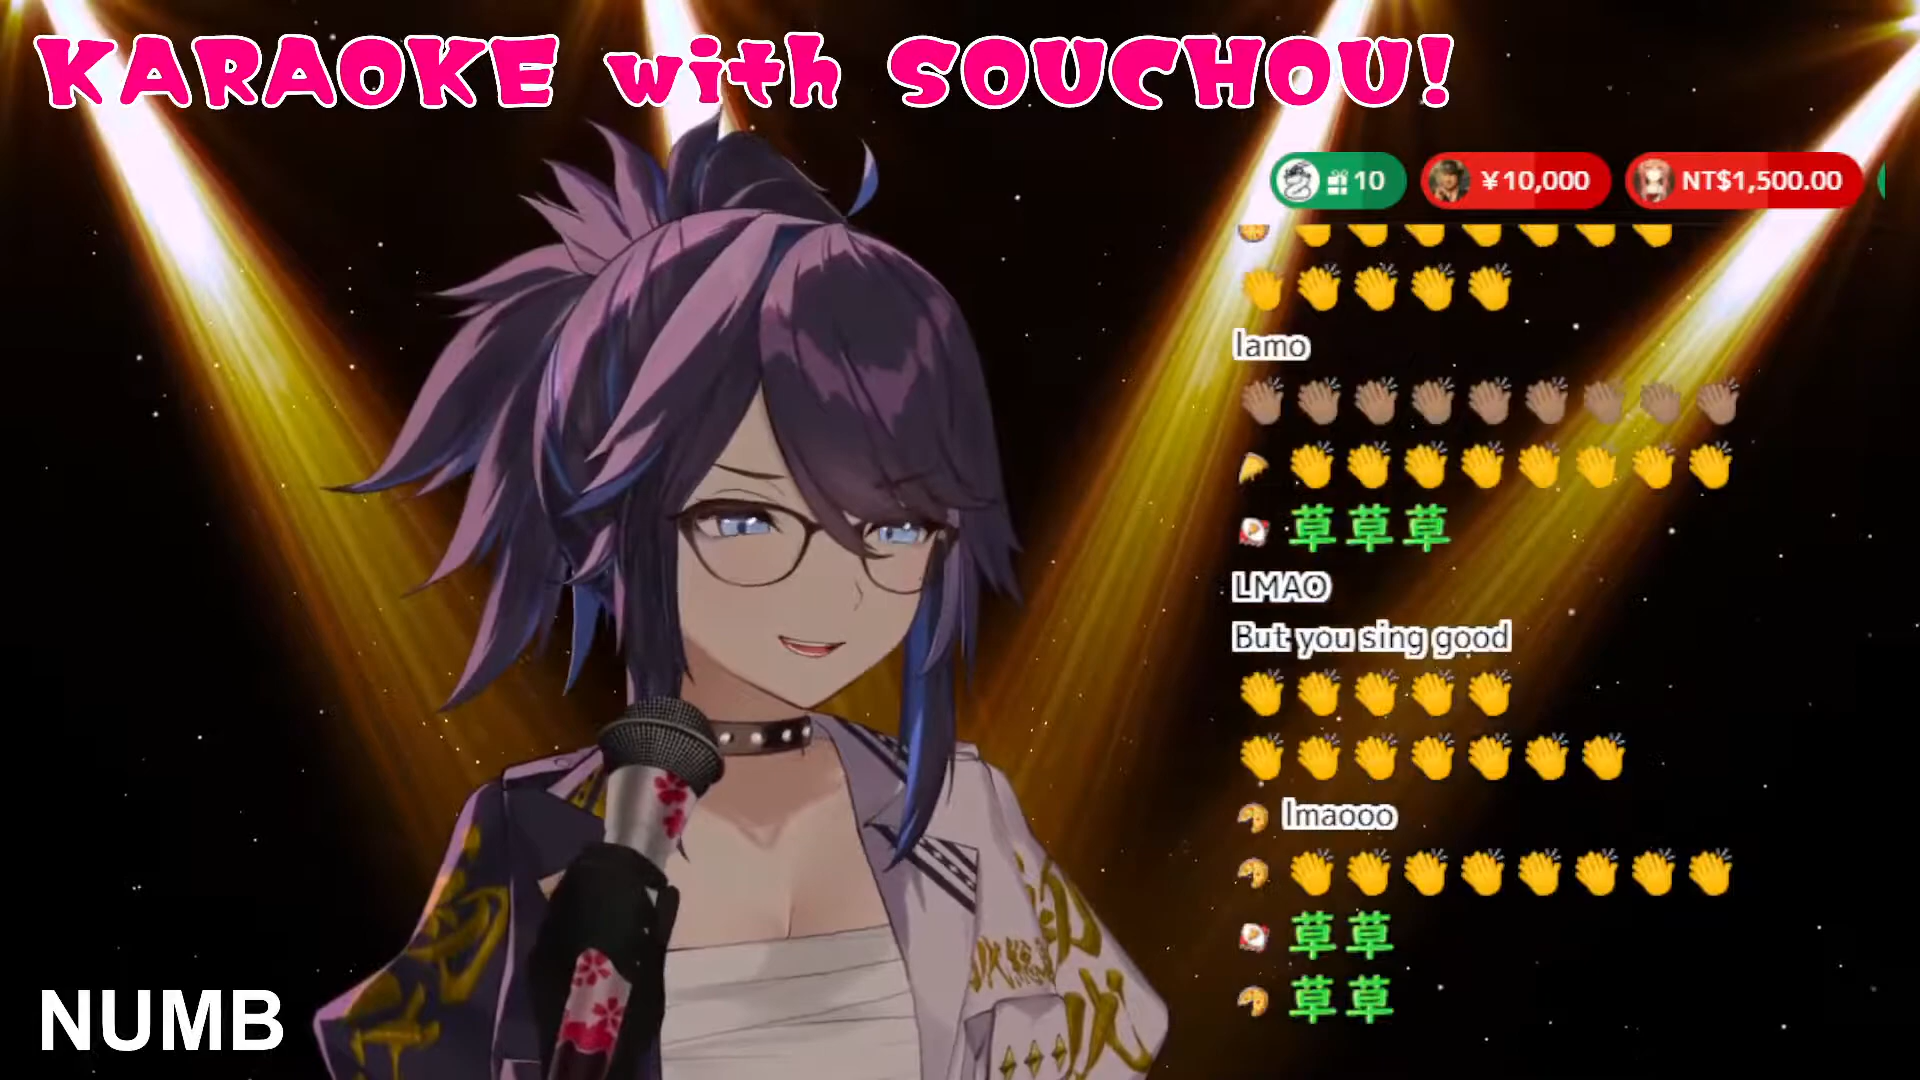 KARAOKE with SOUCHOU!
10
¥10,000
NT$1,500.00
lamo
草草草
LMAO
But you sing good
lmaooo
草草
草草
NUMB